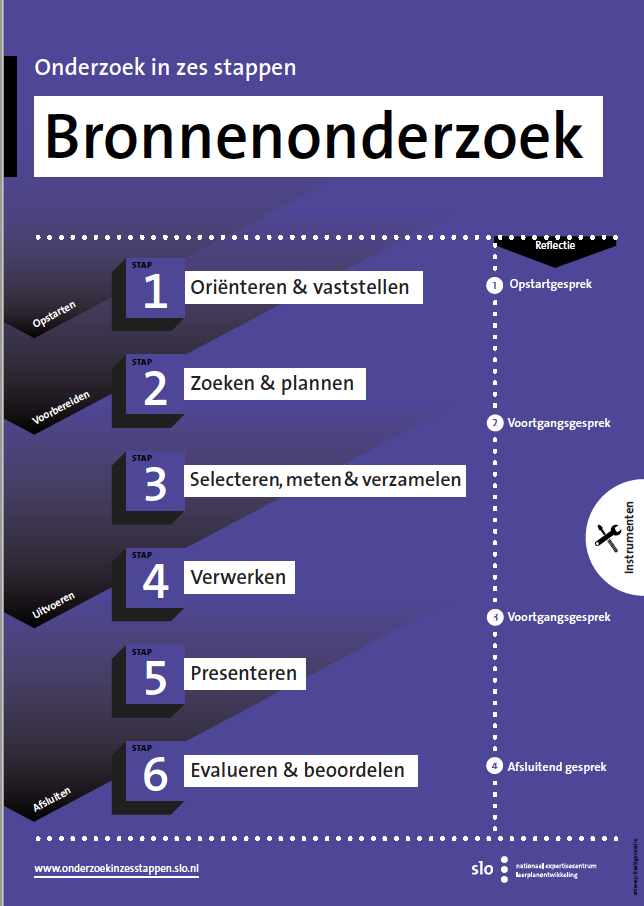 Onderzoek in zes stappen
Bronnenonderzoek
Reflectie
STAP
1
Oriënteren & vaststellen
1
Opstartgesprek
Opstarten
STAP
2
Zoeken & plannen
Voorbereiden
2
Voortgangsgesprek
STAP
3
Selecteren, meten & verzamelen
Instrumenten
STAP
4
Verwerken
Uitvoeren
3
Voortgangsgesprek
STAP
5
Presenteren
STAP
6
Evalueren & beoordelen
4
Afsluitend gesprek
Afsluiten
www.onderzoekinzesstappen.slo.nl
slo
nationaal expertisecentrum
leerplanontwikkeling